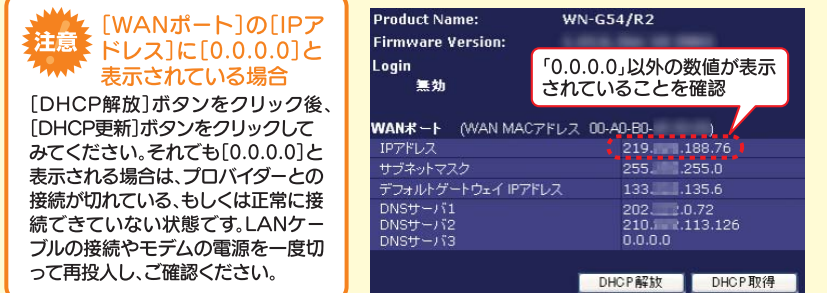 注意
[WANポート]の[IPア
ドレス]に[0.0.0.0]と
表示されている場合
[DHCP解放]ボタンをクリック後、
[DHCP更新]ボタンをクリックして
みてください。それでも[0.0.0.0]と
表示される場合は、プロバイダーとの
接続が切れている、もしくは正常に接
続できていない状態です。LANケー
ブルの接続やモデムの電源を一度切
って再投入し、ご確認ください。
Product Name: WN-G54/R2
Firmware Version:
Login
無効
「0.0.0.0」以外の数値が表示
されていることを確認
WANポート (WAN MACアドレス 00-A0-B0- )
IPアドレス 219. .188.76
サブネットマスク 255. .255.0
デフォルトゲートウェイ IPアドレス 133. .135.6
DNSサーバ1 202. .0.72
DNSサーバ2 210. .113.126
DNSサーバ3 0.0.0.0
DHCP解放 DHCP取得